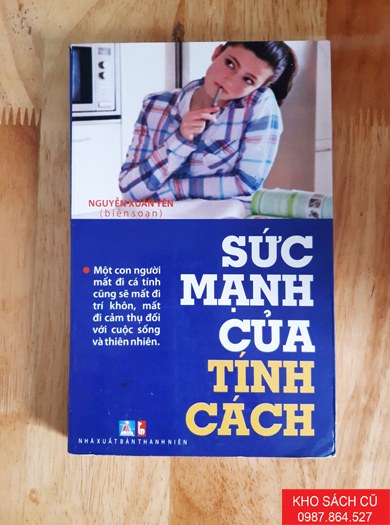 NGUYỄN XUÂN YÊN
(biên soạn)
SỨC
MẠNH
CỦA
TÍNH
CÁCH
Một con người
mất đi cá tính
cũng sẽ mất đi
trí khôn, mất
đi cảm thụ đối
với cuộc sống
và thiên nhiên.
NHÀ XUẤT BẢN THANH NIÊN
KHO SÁCH CŨ
0987.864.527